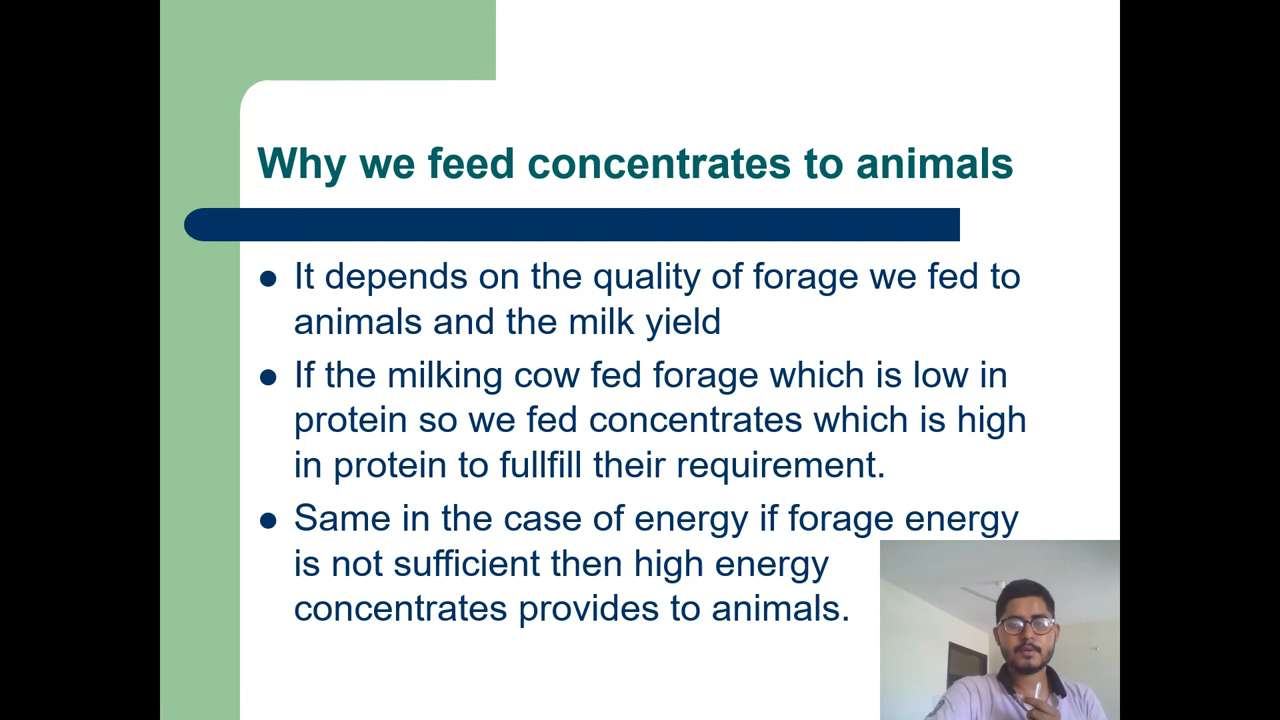 Why we feed concentrates to animals
It depends on the quality of forage we fed to
animals and the milk yield
If the milking cow fed forage which is low in
protein so we fed concentrates which is high
in protein to fullfill their requirement.
Same in the case of energy if forage energy
is not sufficient then high energy
concentrates provides to animals.